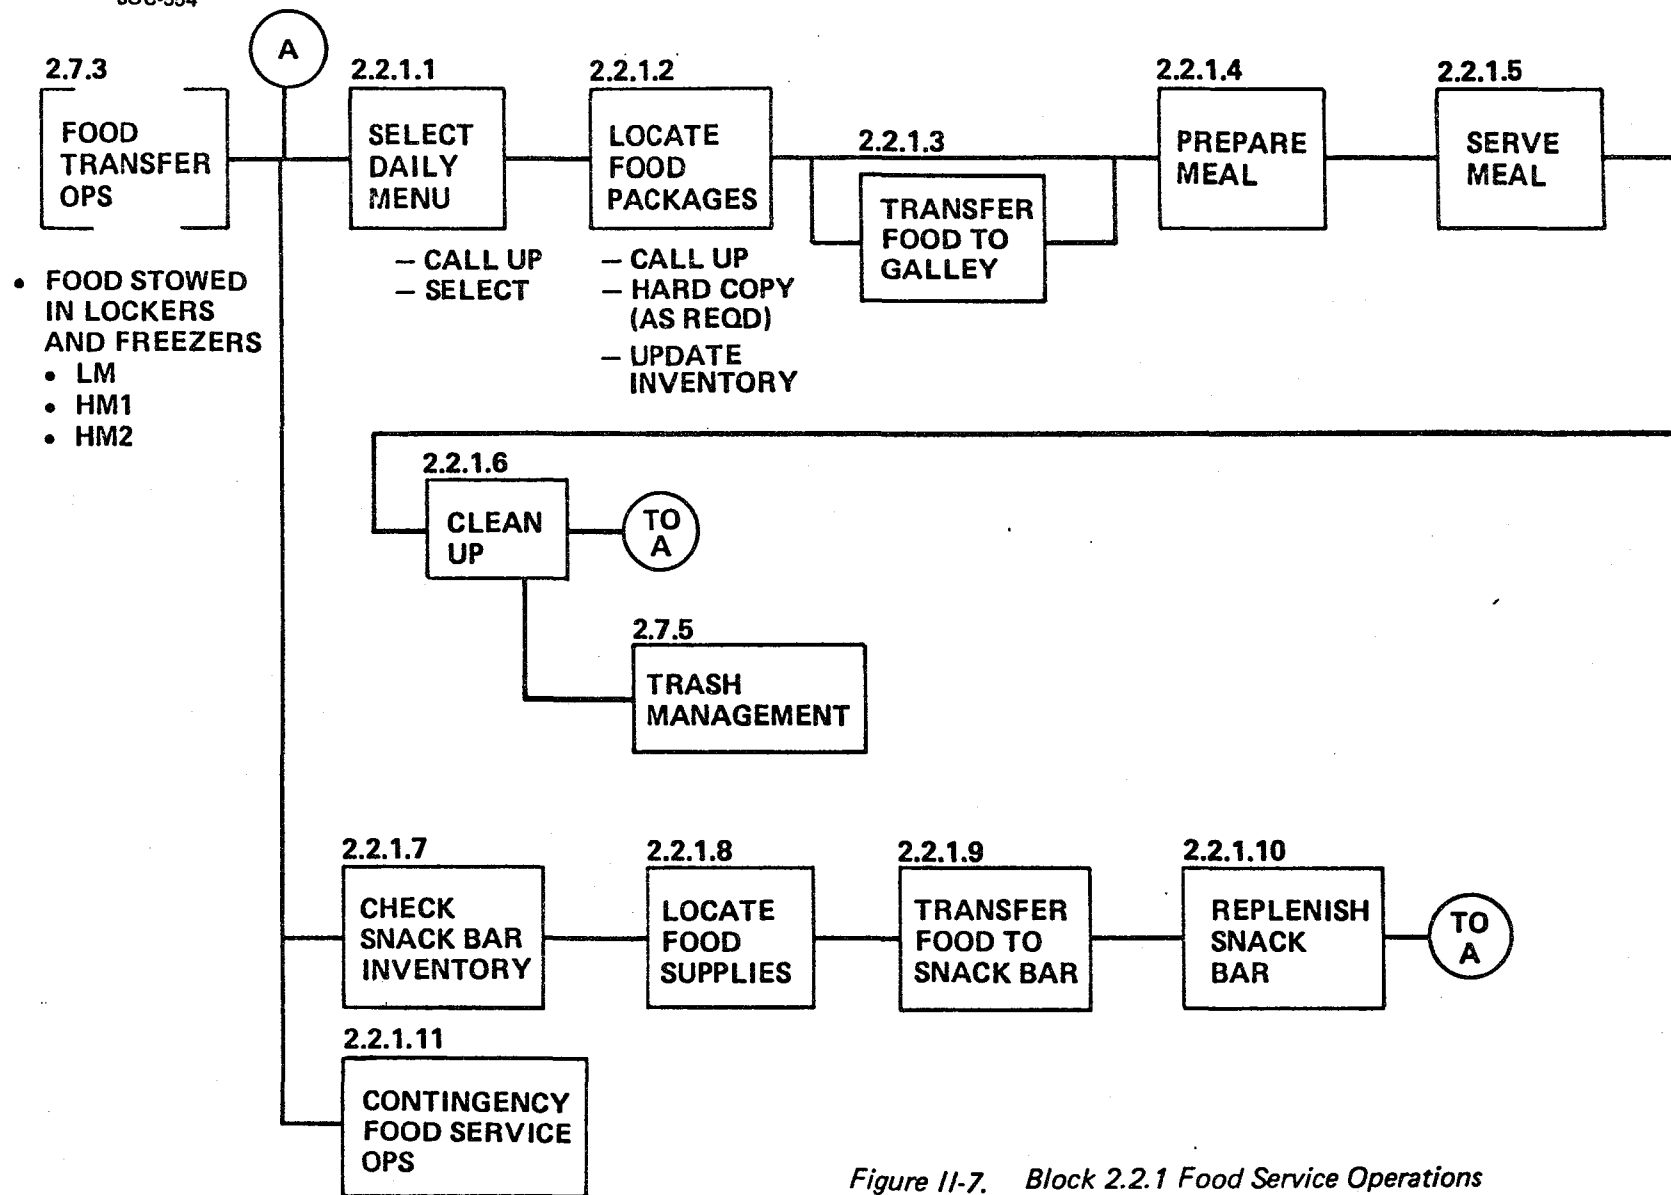 A
2.7.3
FOOD
TRANSFER
OPS
• FOOD STOWED
IN LOCKERS
AND FREEZERS
• LM
• HM1
• HM2
2.2.1.1
SELECT
DAILY
MENU
– CALL UP
– SELECT
2.2.1.2
LOCATE
FOOD
PACKAGES
– CALL UP
– HARD COPY
(AS REQD)
– UPDATE
INVENTORY
2.2.1.3
TRANSFER
FOOD TO
GALLEY
2.2.1.4
PREPARE
MEAL
2.2.1.5
SERVE
MEAL
2.2.1.6
CLEAN
UP
TO
A
2.7.5
TRASH
MANAGEMENT
2.2.1.7
CHECK
SNACK BAR
INVENTORY
2.2.1.8
LOCATE
FOOD
SUPPLIES
2.2.1.9
TRANSFER
FOOD TO
SNACK BAR
2.2.1.10
REPLENISH
SNACK
BAR
TO
A
2.2.1.11
CONTINGENCY
FOOD SERVICE
OPS
Figure II-7. Block 2.2.1 Food Service Operations